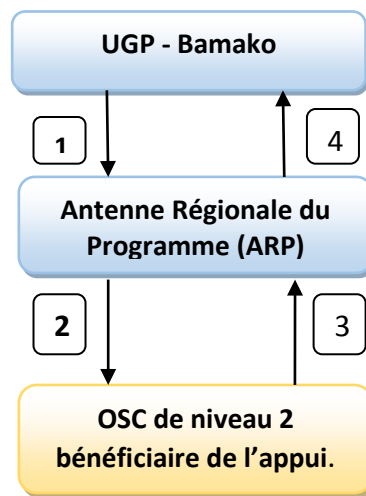 UGP - Bamako
1
4
Antenne Régionale du
Programme (ARP)
2
3
OSC de niveau 2
bénéficiaire de l’appui.